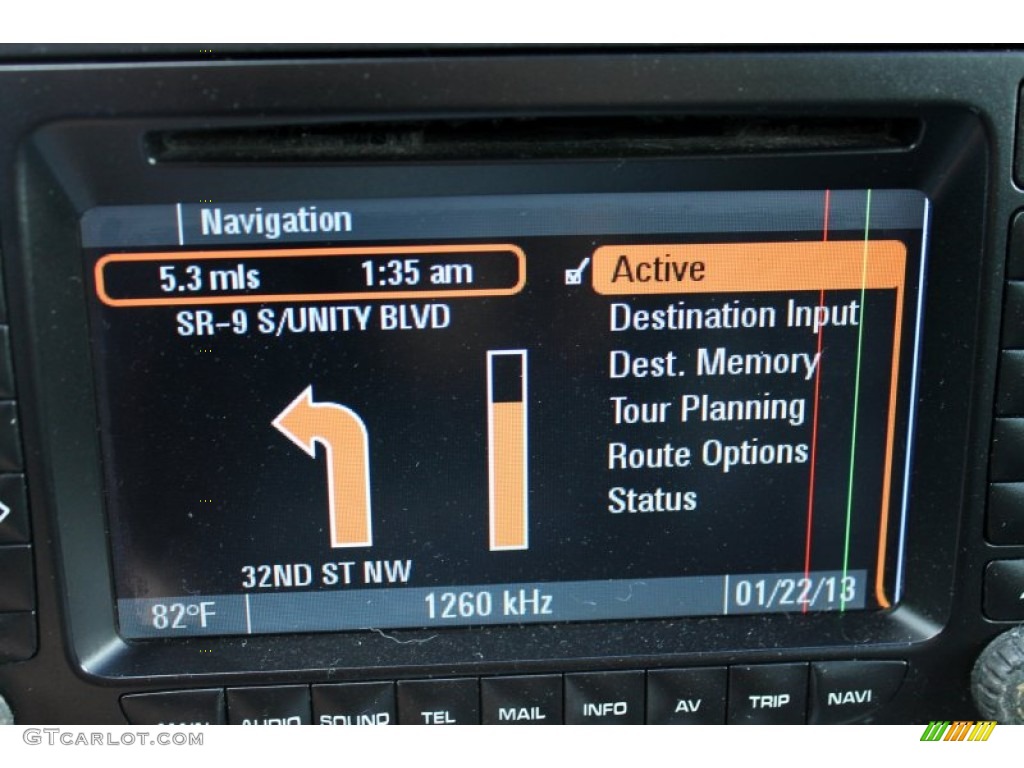 Navigation
5.3 mls 1:35 am
SR-9 S/UNITY BLVD
32ND ST NW
Active
Destination Input
Dest. Memory
Tour Planning
Route Options
Status
82°F 1260 kHz 01/22/13
AUDIO SOUND TEL MAIL INFO AV TRIP NAVI
GTcarlot.com